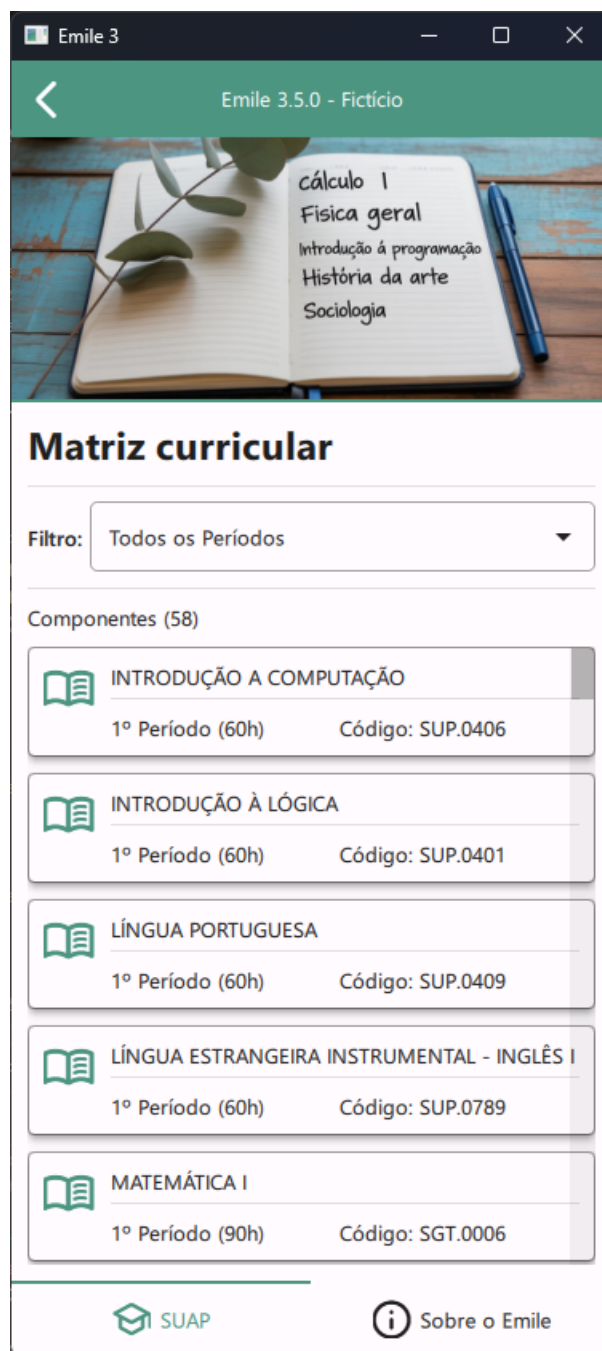 Emile 3
Emile 3.5.0 - Fictício
cálculo I
Fisica geral
Introdução á programação
História da arte
Sociologia
Matriz curricular
Filtro: Todos os Períodos
Componentes (58)
INTRODUÇÃO A COMPUTAÇÃO
1º Período (60h) Código: SUP.0406
INTRODUÇÃO À LÓGICA
1º Período (60h) Código: SUP.0401
LÍNGUA PORTUGUESA
1º Período (60h) Código: SUP.0409
LÍNGUA ESTRANGEIRA INSTRUMENTAL - INGLÊS I
1º Período (60h) Código: SUP.0789
MATEMÁTICA I
1º Período (90h) Código: SGT.0006
SUAP Sobre o Emile